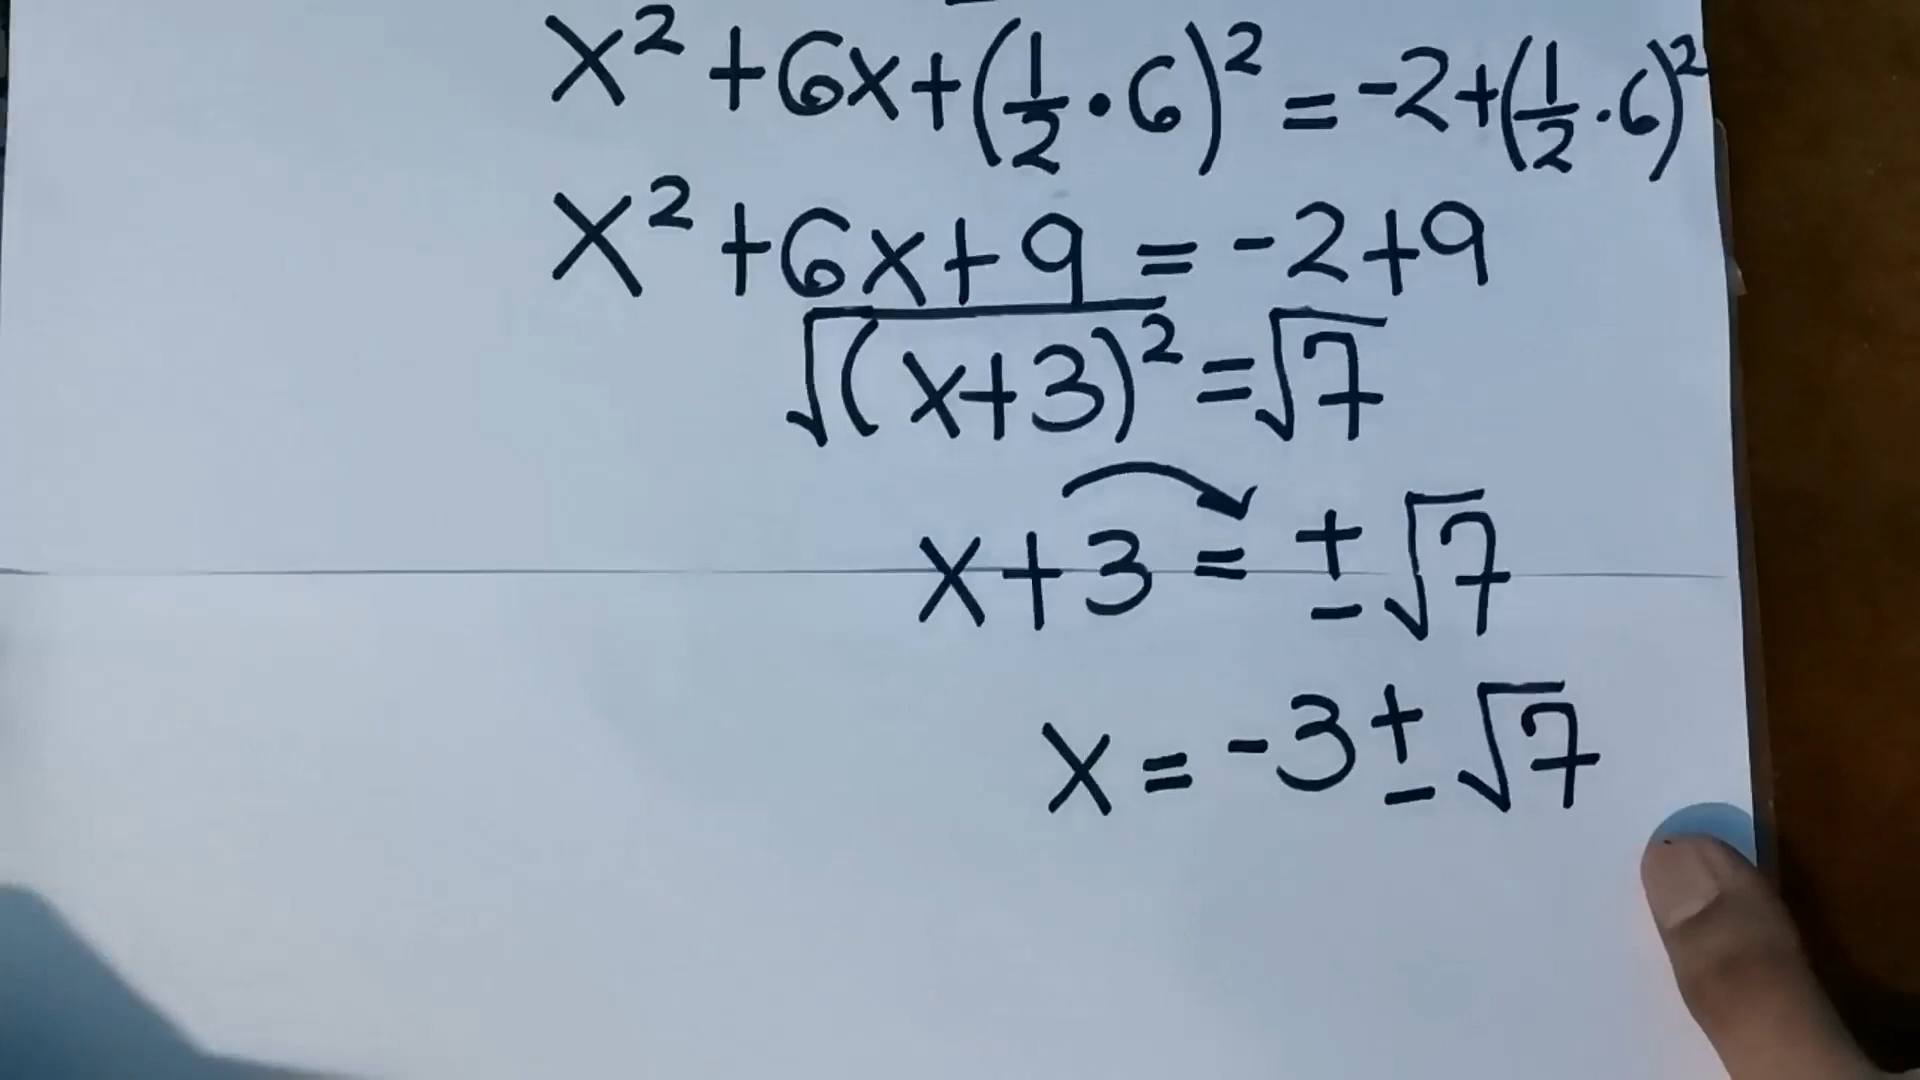 x² + 6x + (1/2 · 6)² = -2 + (1/2 · 6)²
x² + 6x + 9 = -2 + 9
√(x+3)² = √7
x + 3 = ± √7
x = -3 ± √7